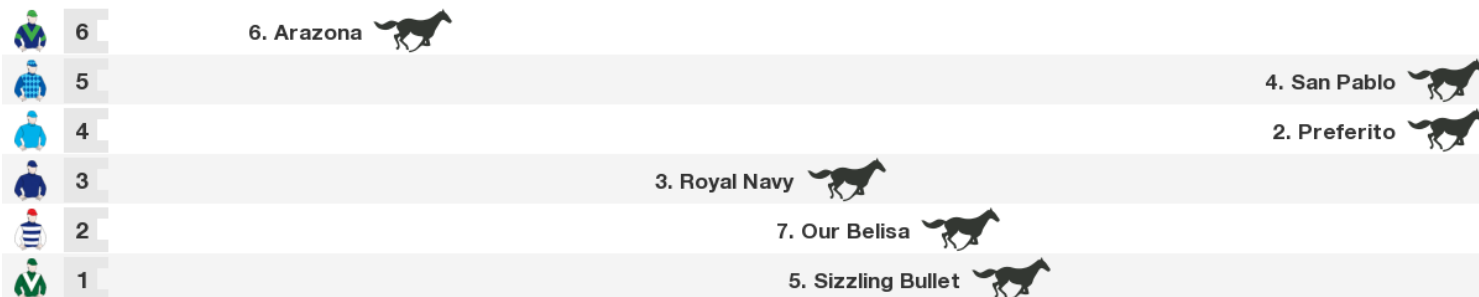 6 6. Arazona
5 4. San Pablo
4 2. Preferito
3 3. Royal Navy
2 7. Our Belisa
1 5. Sizzling Bullet